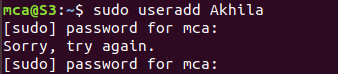 mca@S3:~$ sudo useradd Akhila
[sudo] password for mca:
Sorry, try again.
[sudo] password for mca: